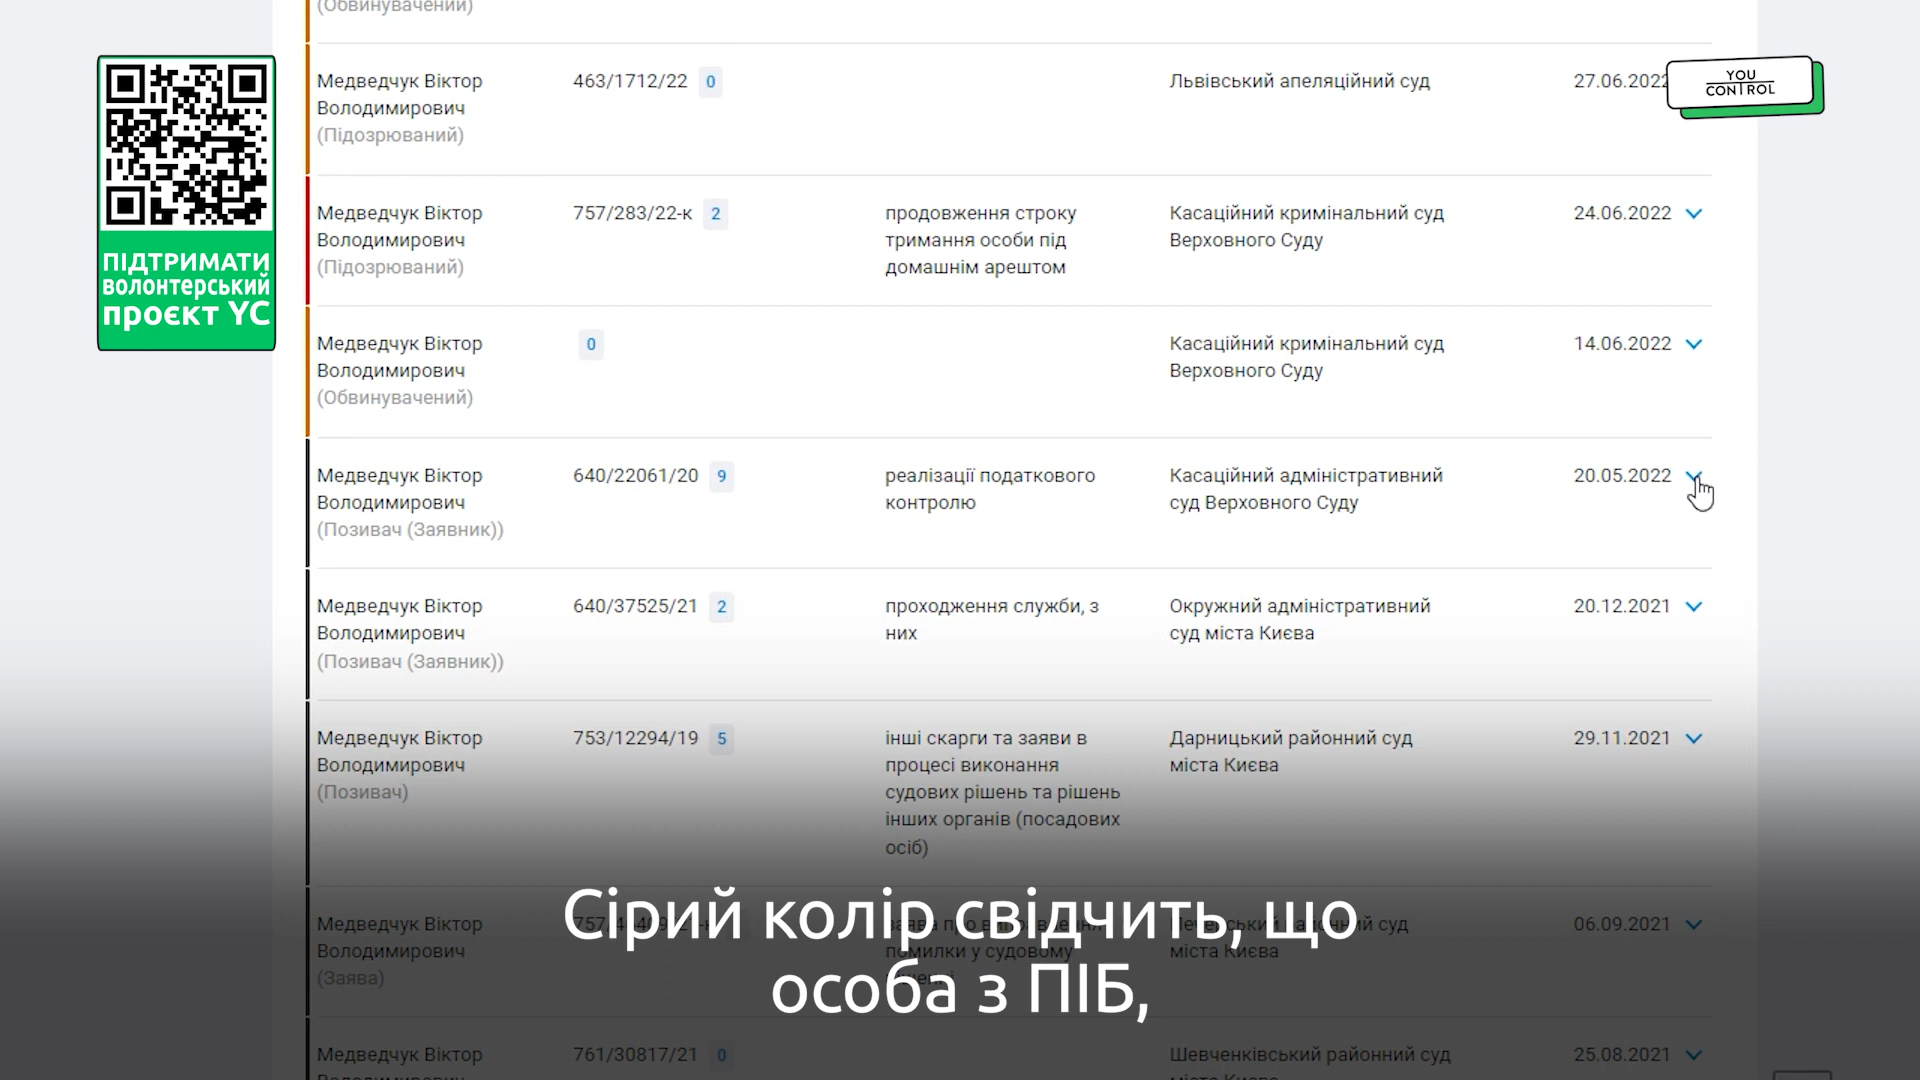 (Обвинувачений)
Медведчук Віктор
Володимирович
(Підозрюваний)
463/1712/22 0
Львівський апеляційний суд
27.06.2022
YOU
CONTROL
ПІДТРИМАТИ
волонтерський
проєкт YC
Медведчук Віктор
Володимирович
(Підозрюваний)
757/283/22-к 2
продовження строку
тримання особи під
домашнім арештом
Касаційний кримінальний суд
Верховного Суду
24.06.2022
Медведчук Віктор
Володимирович
(Обвинувачений)
0
Касаційний кримінальний суд
Верховного Суду
14.06.2022
Медведчук Віктор
Володимирович
(Позивач (Заявник))
640/22061/20 9
реалізації податкового
контролю
Касаційний адміністративний
суд Верховного Суду
20.05.2022
Медведчук Віктор
Володимирович
(Позивач (Заявник))
640/37525/21 2
проходження служби, з
них
Окружний адміністративний
суд міста Києва
20.12.2021
Медведчук Віктор
Володимирович
(Позивач)
753/12294/19 5
інші скарги та заяви в
процесі виконання
судових рішень та рішень
інших органів (посадових
осіб)
Дарницький районний суд
міста Києва
29.11.2021
Медведчук Віктор
Володимирович
(Заява)
помилки у судовому
суд
міста Києва
06.09.2021
Сірий колір свідчить, що
особа з ПІБ,
Медведчук Віктор
761/30817/21 0
Шевченківський районний суд
25.08.2021